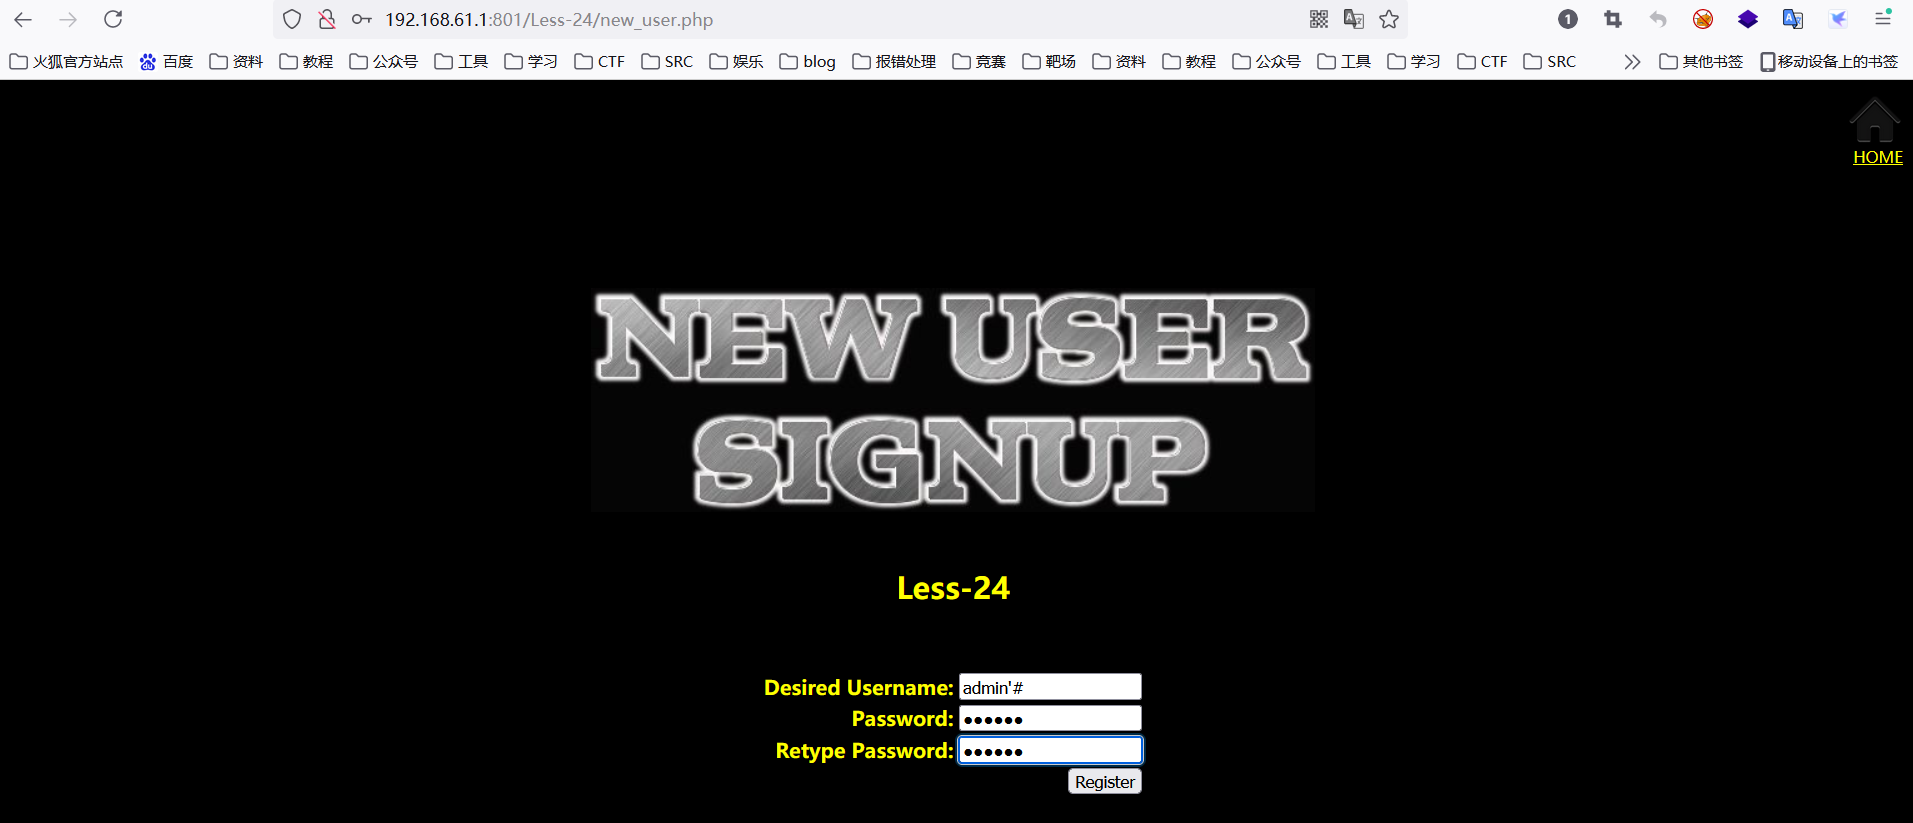 192.168.61.1:801/Less-24/new_user.php
1
火狐官方站点 百度 资料 教程 公众号 工具 学习 CTF SRC 娱乐 blog 报错处理 竞赛 靶场 资料 教程 公众号 工具 学习 CTF SRC 其他书签 移动设备上的书签
HOME
NEW USER
SIGNUP
Less-24
Desired Username: admin'#
Password: ••••••
Retype Password: ••••••
Register